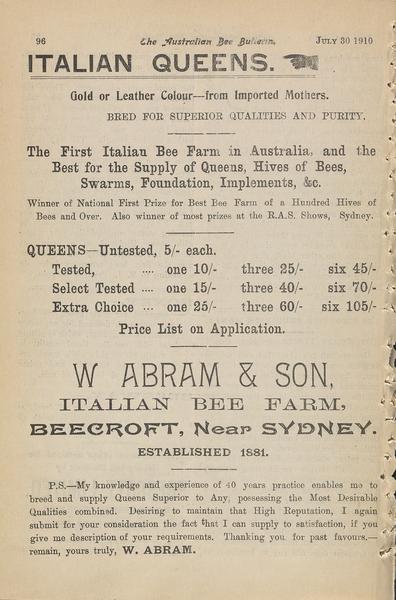 96 The Australian Bee Bulletin. JULY 30 1910
ITALIAN QUEENS.
Gold or Leather Colour—from Imported Mothers.
BRED FOR SUPERIOR QUALITIES AND PURITY.
The First Italian Bee Farm in Australia, and the
Best for the Supply of Queens, Hives of Bees,
Swarms, Foundation, Implements, &c.
Winner of National First Prize for Best Bee Farm of a Hundred Hives of
Bees and Over. Also winner of most prizes at the R.A.S. Shows, Sydney.
QUEENS—Untested, 5/- each.
Tested, .... one 10/- three 25/- six 45/-
Select Tested .... one 15/- three 40/- six 70/-
Extra Choice ... one 25/- three 60/- six 105/-
Price List on Application.
W ABRAM & SON,
ITALIAN BEE FARM,
BEECROFT, Near SYDNEY.
ESTABLISHED 1881.
P.S.—My knowledge and experience of 40 years practice enables me to
breed and supply Queens Superior to Any, possessing the Most Desirable
Qualities combined. Desiring to maintain that High Reputation, I again
submit for your consideration the fact that I can supply to satisfaction, if you
give me description of your requirements. Thanking you for past favours.—
remain, yours truly, W. ABRAM.